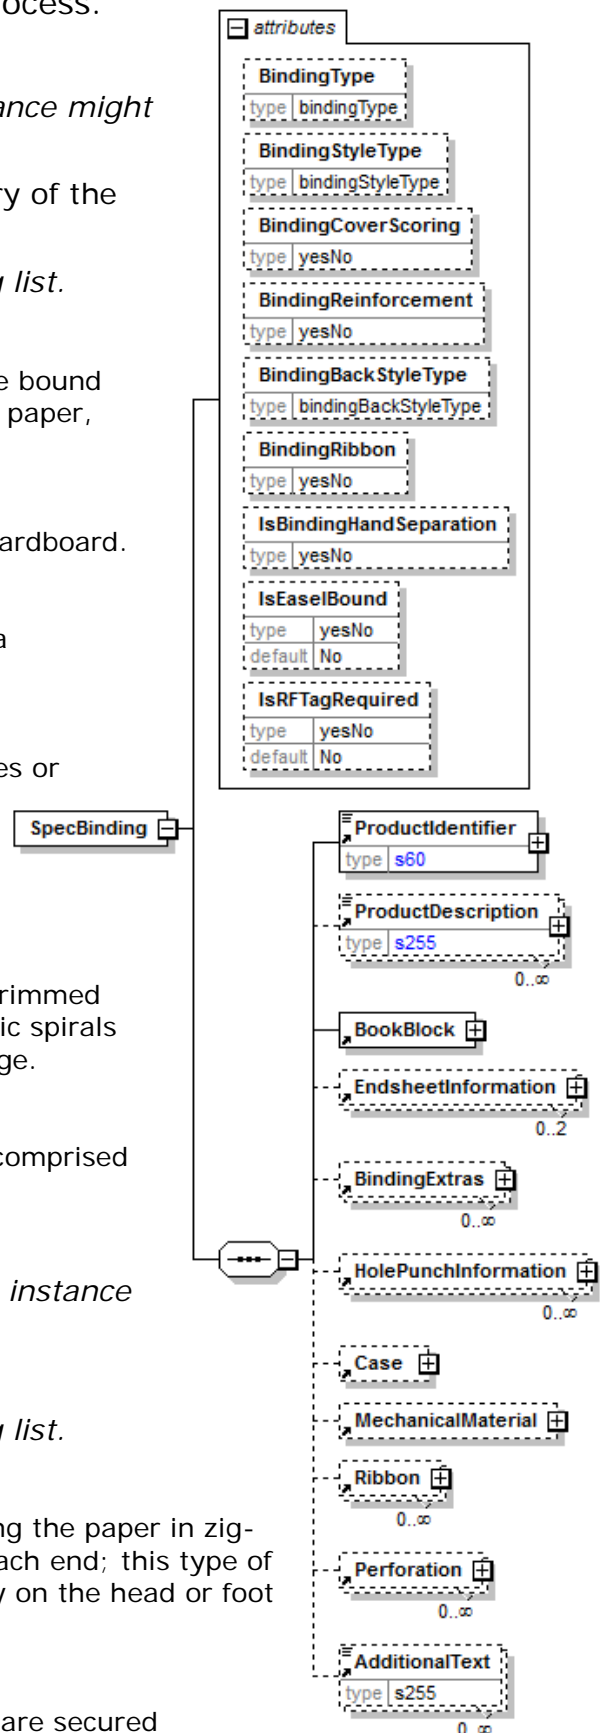 ocess.
ance might
ry of the
g list.
e bound
paper,
ardboard.
a
es or
rimmed
ic spirals
ge.
comprised
instance
g list.
ng the paper in zig-
ach end; this type of
y on the head or foot
are secured
attributes
BindingType
type bindingType
BindingStyleType
type bindingStyleType
BindingCoverScoring
type yesNo
BindingReinforcement
type yesNo
BindingBackStyleType
type bindingBackStyleType
BindingRibbon
type yesNo
IsBindingHandSeparation
type yesNo
IsEaselBound
type yesNo
default No
IsRFTagRequired
type yesNo
default No
SpecBinding
ProductIdentifier
type s60
ProductDescription
type s255
0..∞
BookBlock
EndsheetInformation
0..2
BindingExtras
0..∞
HolePunchInformation
0..∞
Case
MechanicalMaterial
Ribbon
0..∞
Perforation
0..∞
AdditionalText
type s255
0..∞